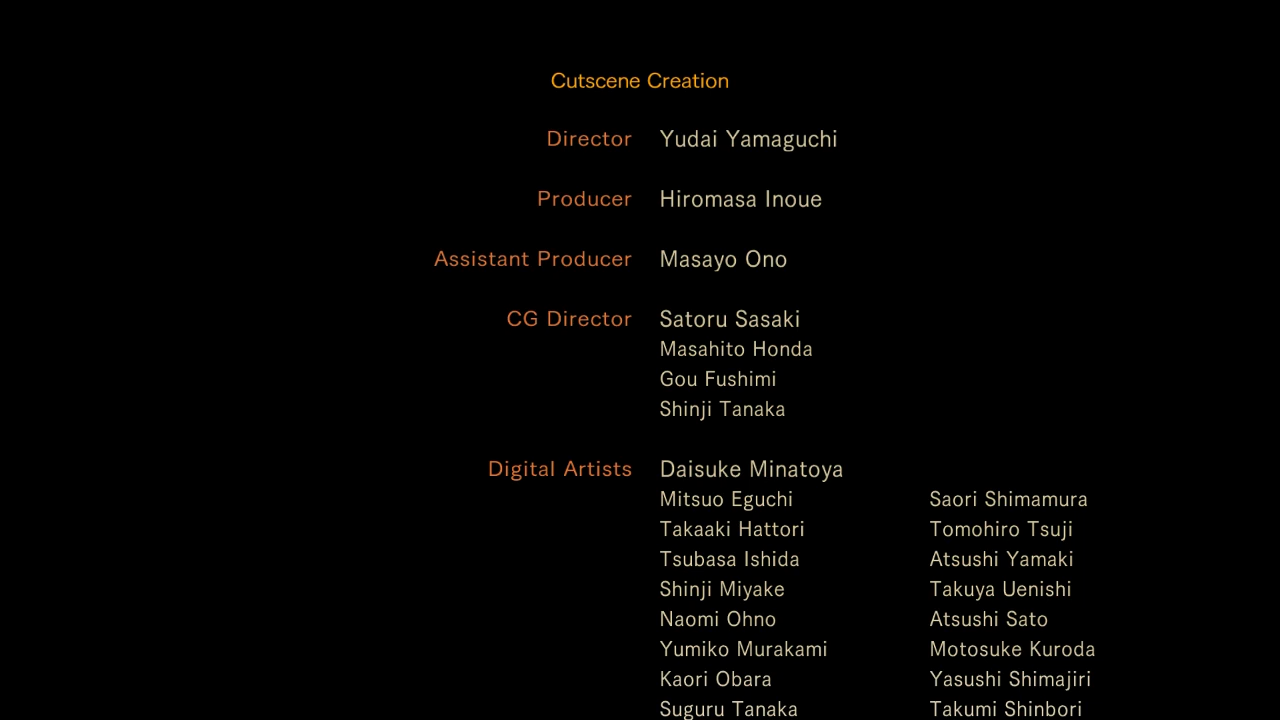 Cutscene Creation
Director Yudai Yamaguchi
Producer Hiromasa Inoue
Assistant Producer Masayo Ono
CG Director Satoru Sasaki
Masahito Honda
Gou Fushimi
Shinji Tanaka
Digital Artists Daisuke Minatoya
Mitsuo Eguchi Saori Shimamura
Takaaki Hattori Tomohiro Tsuji
Tsubasa Ishida Atsushi Yamaki
Shinji Miyake Takuya Uenishi
Naomi Ohno Atsushi Sato
Yumiko Murakami Motosuke Kuroda
Kaori Obara Yasushi Shimajiri
Suguru Tanaka Takumi Shinbori